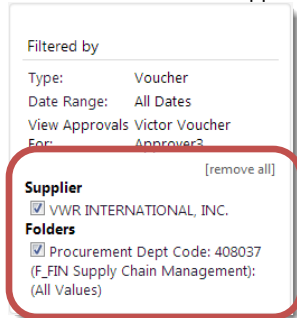 Filtered by
Type: Voucher
Date Range: All Dates
View Approvals Victor Voucher
For: Approver3
[remove all]
Supplier
VWR INTERNATIONAL, INC.
Folders
Procurement Dept Code: 408037
(F_FIN Supply Chain Management):
(All Values)